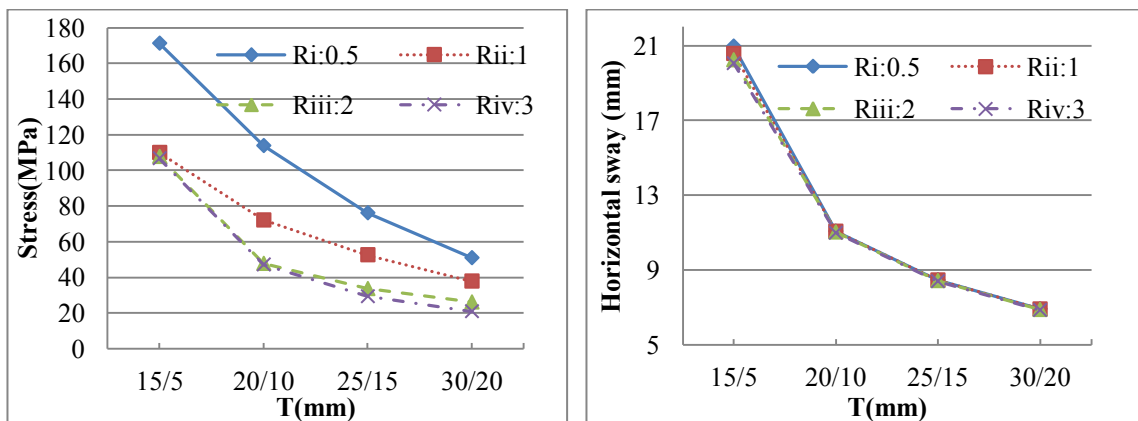 180
160
140
120
100
80
60
40
20
0
Stress(MPa)
Ri:0.5 Rii:1
Riii:2 Riv:3
15/5 20/10 25/15 30/20
T(mm)
21
17
13
9
5
Horizontal sway (mm)
Ri:0.5 Rii:1
Riii:2 Riv:3
15/5 20/10 25/15 30/20
T(mm)